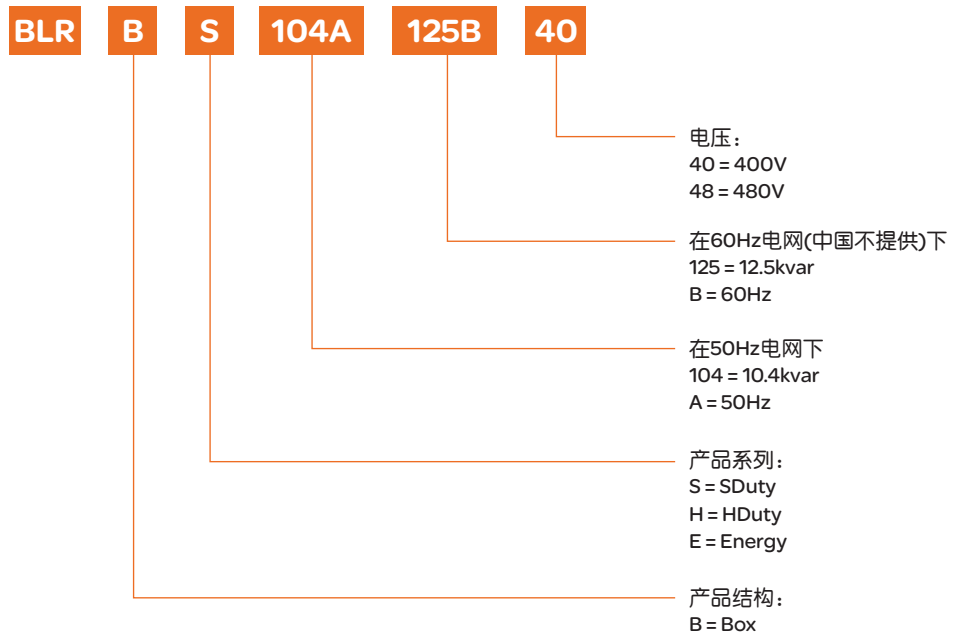 BLR B S 104A 125B 40
电压：
40 = 400V
48 = 480V
在60Hz电网(中国不提供)下
125 = 12.5kvar
B = 60Hz
在50Hz电网下
104 = 10.4kvar
A = 50Hz
产品系列：
S = SDuty
H = HDuty
E = Energy
产品结构：
B = Box